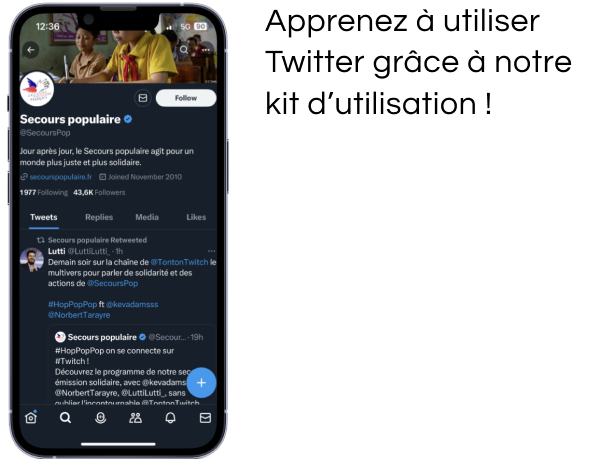 Apprenez à utiliser
Twitter grâce à notre
kit d'utilisation !
12:36
5G 90
Follow
Secours populaire
@SecoursPop
Jour après jour, le Secours populaire agit pour un
monde plus juste et plus solidaire.
secourspopulaire.fr Joined November 2010
1 977 Following 43,6K Followers
Tweets Replies Media Likes
Secours populaire Retweeted
Lutti @LuttiLutti_ · 1h
Demain soir sur la chaîne de @TontonTwitch le
multivers pour parler de solidarité et des
actions de @SecoursPop
#HopPopPop ft @kevadamsss
@NorbertTarayre
Secours populaire @Secour... · 19h
#HopPopPop on se connecte sur
#Twitch !
Découvrez le programme de notre sec
émission solidaire, avec @kevadams
@NorbertTarayre, @LuttiLutti_, sans
oublier l'incontournable @TontonTwitch